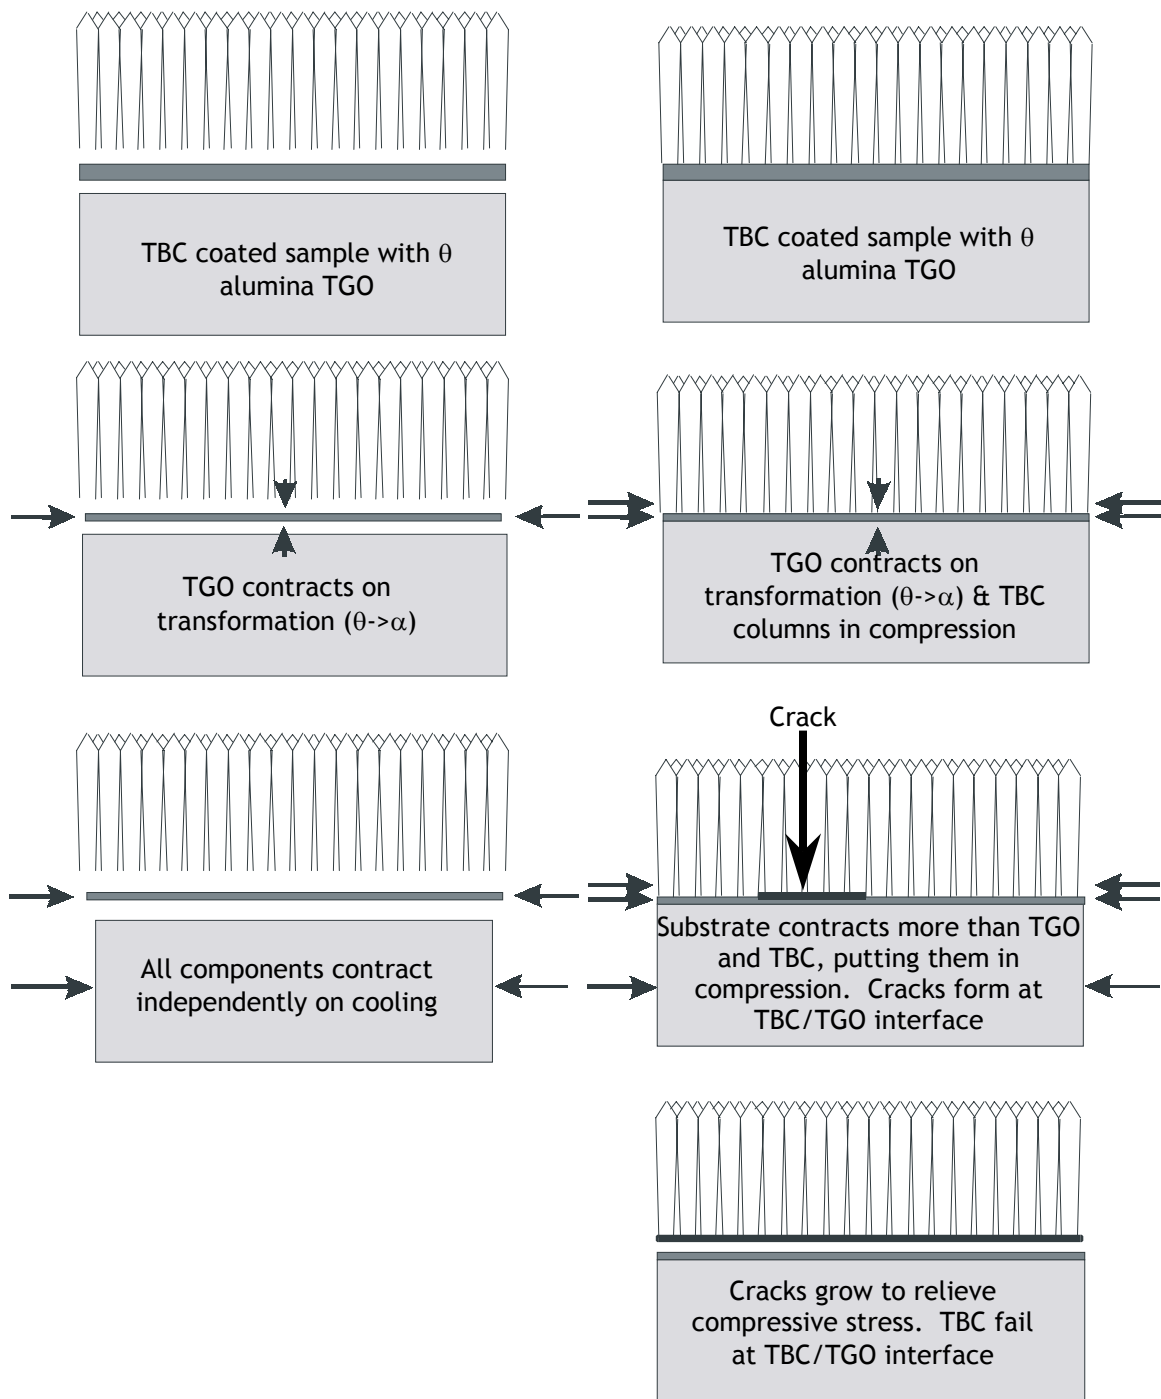 TBC coated sample with θ
alumina TGO
TBC coated sample with θ
alumina TGO
TGO contracts on
transformation (θ->α)
TGO contracts on
transformation (θ->α) & TBC
columns in compression
Crack
All components contract
independently on cooling
Substrate contracts more than TGO
and TBC, putting them in
compression.  Cracks form at
TBC/TGO interface
Cracks grow to relieve
compressive stress.  TBC fail
at TBC/TGO interface